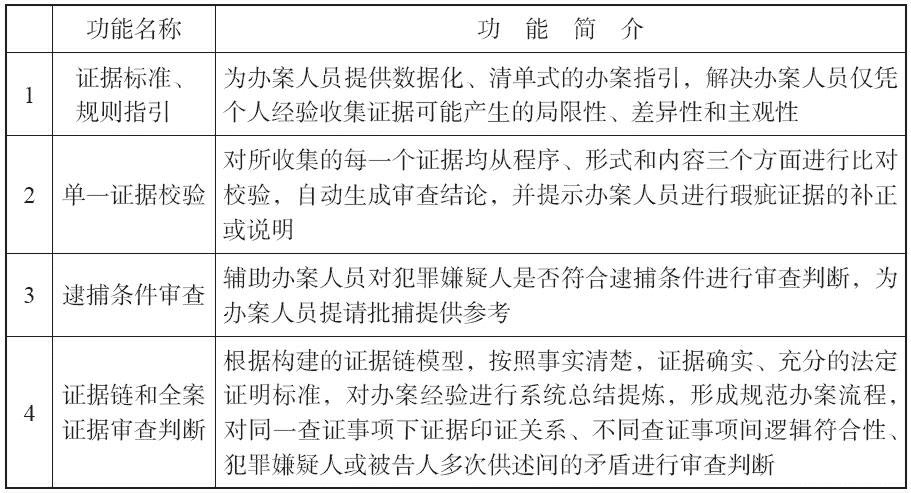 功能名称
功 能 简 介
1
证据标准、
规则指引
为办案人员提供数据化、清单式的办案指引，解决办案人员仅凭
个人经验收集证据可能产生的局限性、差异性和主观性
2
单一证据校验
对所收集的每一个证据均从程序、形式和内容三个方面进行比对
校验，自动生成审查结论，并提示办案人员进行瑕疵证据的补正
或说明
3
逮捕条件审查
辅助办案人员对犯罪嫌疑人是否符合逮捕条件进行审查判断，为
办案人员提请批捕提供参考
4
证据链和全案
证据审查判断
根据构建的证据链模型，按照事实清楚，证据确实、充分的法定
证明标准，对办案经验进行系统总结提炼，形成规范办案流程，
对同一查证事项下证据印证关系、不同查证事项间逻辑符合性、
犯罪嫌疑人或被告人多次供述间的矛盾进行审查判断